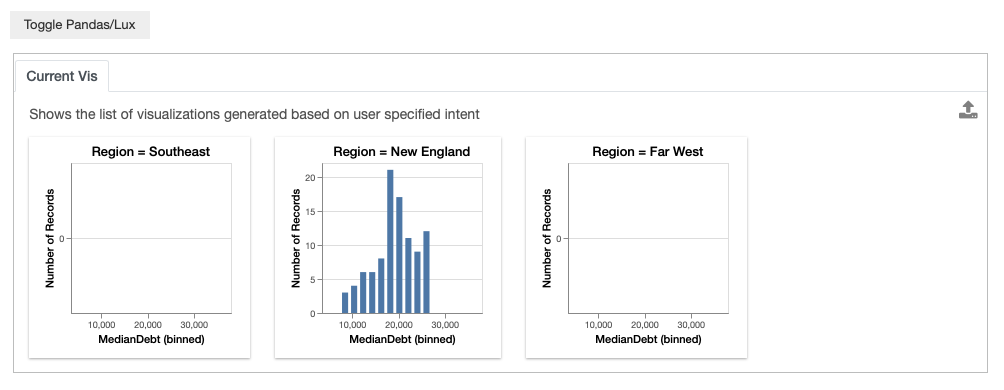 Toggle Pandas/Lux
Current Vis
Shows the list of visualizations generated based on user specified intent
Region = Southeast
Number of Records
0
10,000 20,000 30,000
MedianDebt (binned)
Region = New England
Number of Records
20
15
10
5
0
10,000 20,000 30,000
MedianDebt (binned)
Region = Far West
Number of Records
0
10,000 20,000 30,000
MedianDebt (binned)